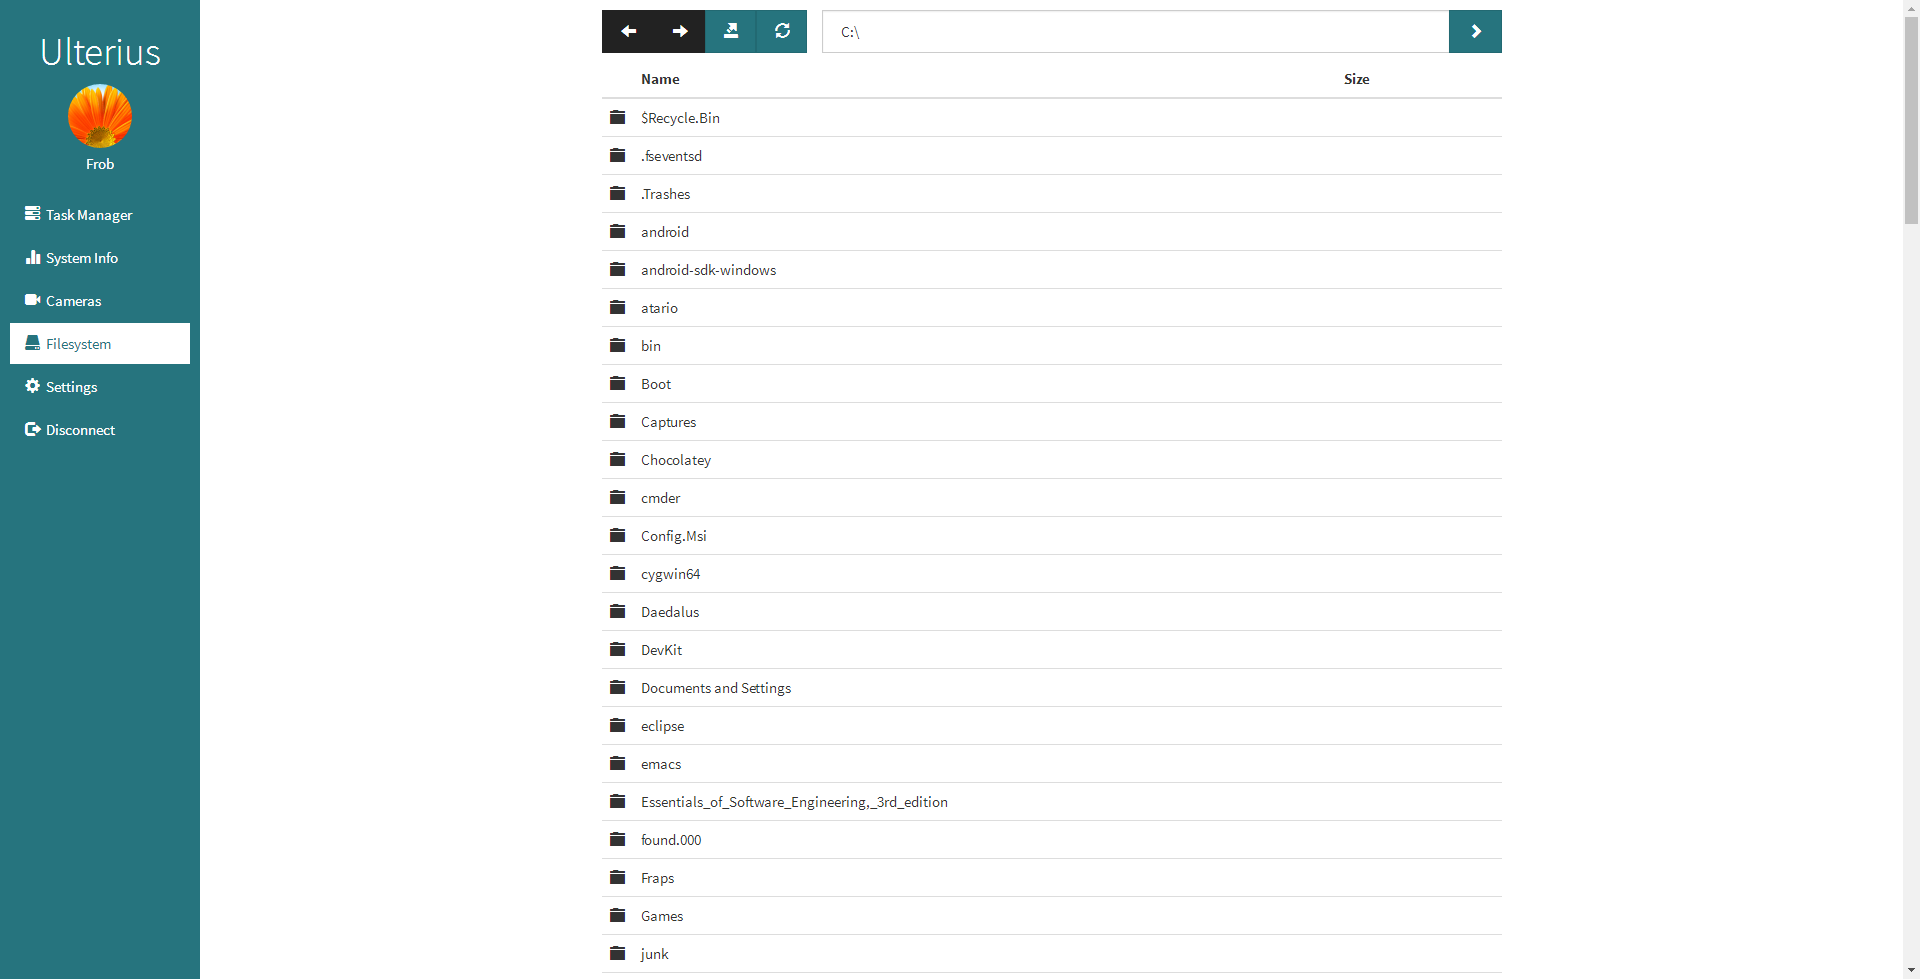 Ulterius
Frob
Task Manager
System Info
Cameras
Filesystem
Settings
Disconnect
C:\
Name Size
$Recycle.Bin
.fseventsd
.Trashes
android
android-sdk-windows
atario
bin
Boot
Captures
Chocolatey
cmder
Config.Msi
cygwin64
Daedalus
DevKit
Documents and Settings
eclipse
emacs
Essentials_of_Software_Engineering,_3rd_edition
found.000
Fraps
Games
junk